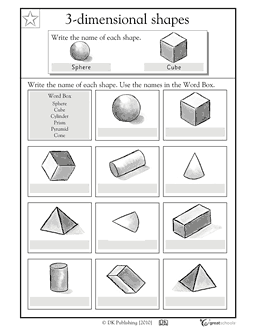 3-dimensional shapes
Write the name of each shape.
Sphere
Cube
Write the name of each shape. Use the names in the Word Box.
Word Box
Sphere
Cube
Cylinder
Prism
Pyramid
Cone
© DK Publishing [2010]
DK
greatschools